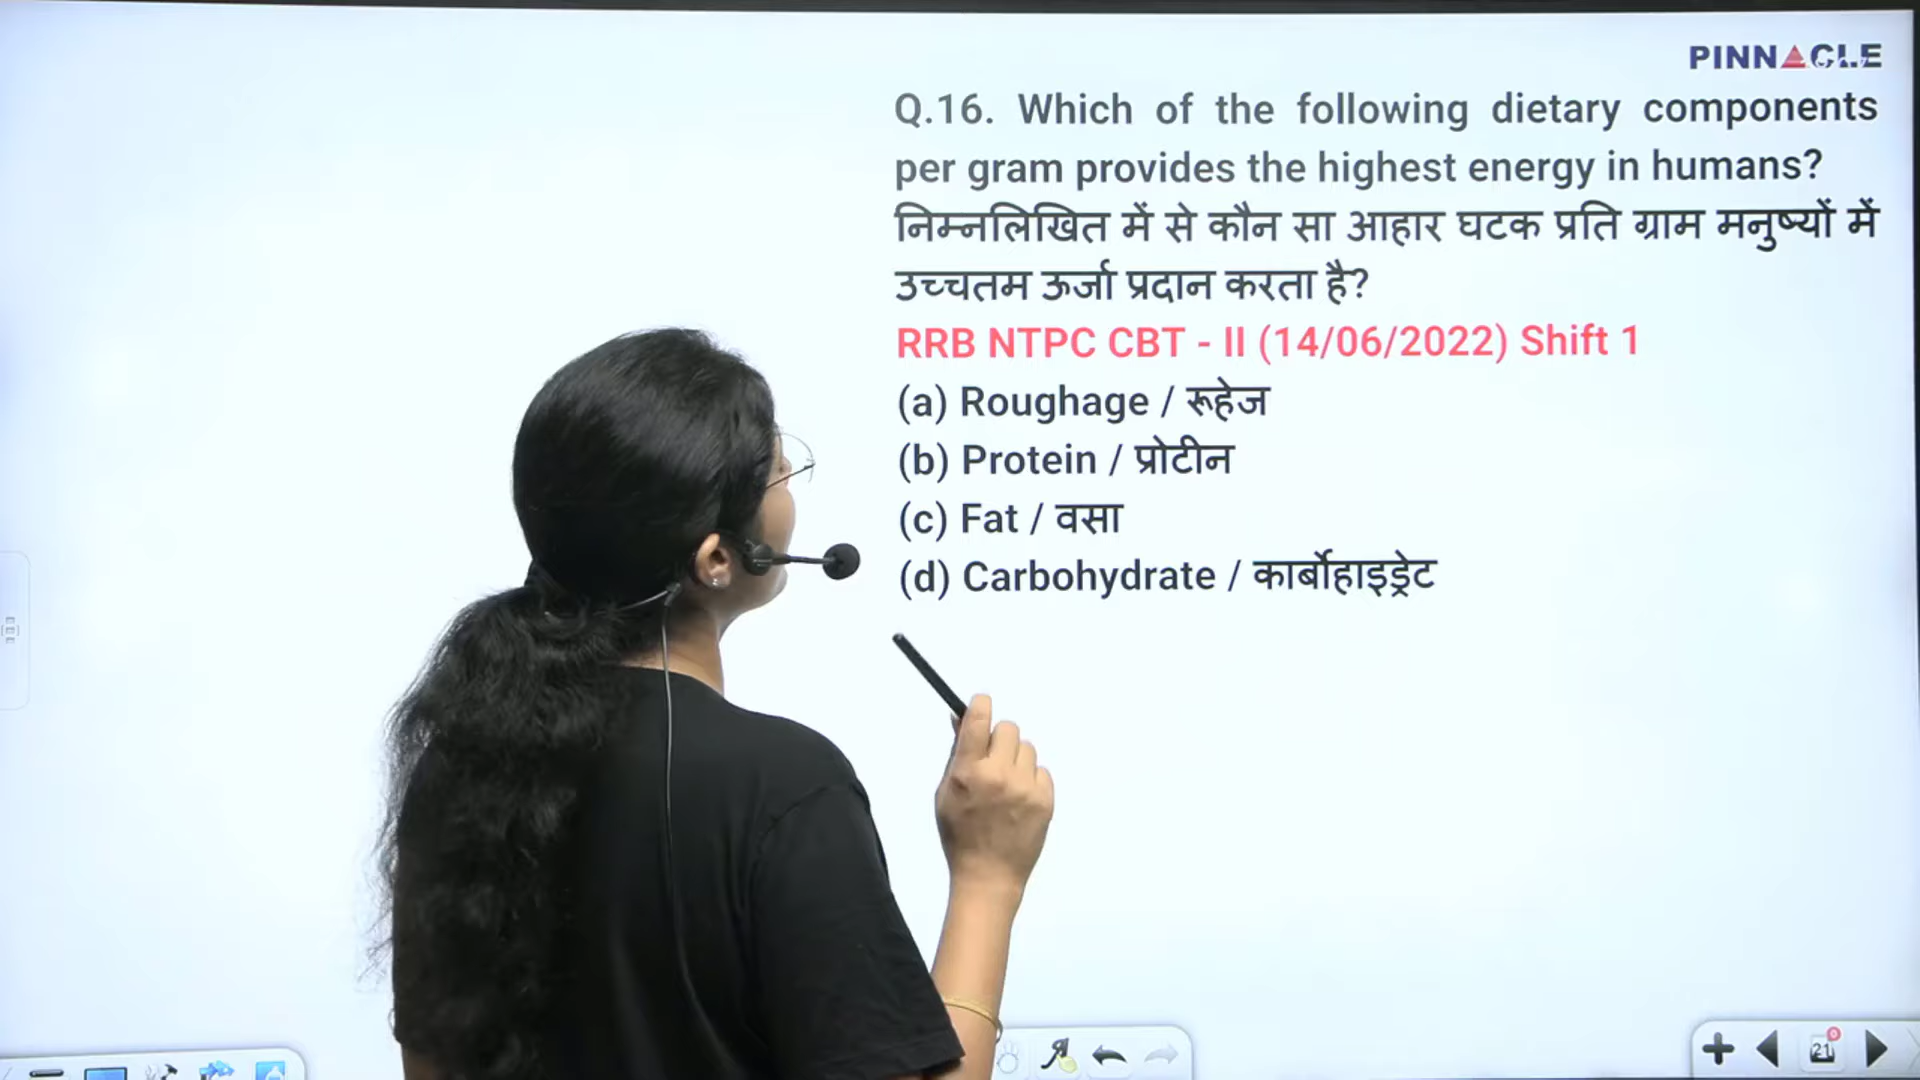 PINNACLE
Q.16. Which of the following dietary components
per gram provides the highest energy in humans?
निम्नलिखित में से कौन सा आहार घटक प्रति ग्राम मनुष्यों में
उच्चतम ऊर्जा प्रदान करता है?
RRB NTPC CBT - II (14/06/2022) Shift 1
(a) Roughage / रूहेज
(b) Protein / प्रोटीन
(c) Fat / वसा
(d) Carbohydrate / कार्बोहाइड्रेट
21